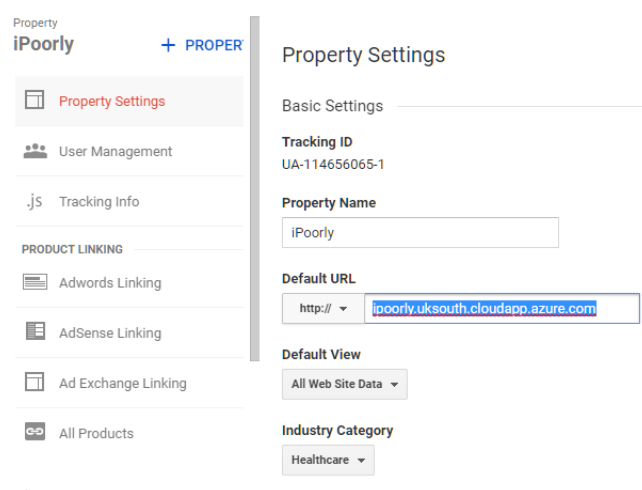 Property
iPoorly
+ PROPER
Property Settings
User Management
.js Tracking Info
PRODUCT LINKING
Adwords Linking
AdSense Linking
Ad Exchange Linking
All Products
Property Settings
Basic Settings
Tracking ID
UA-114656065-1
Property Name
iPoorly
Default URL
http:// ipoorly.uksouth.cloudapp.azure.com
Default View
All Web Site Data
Industry Category
Healthcare